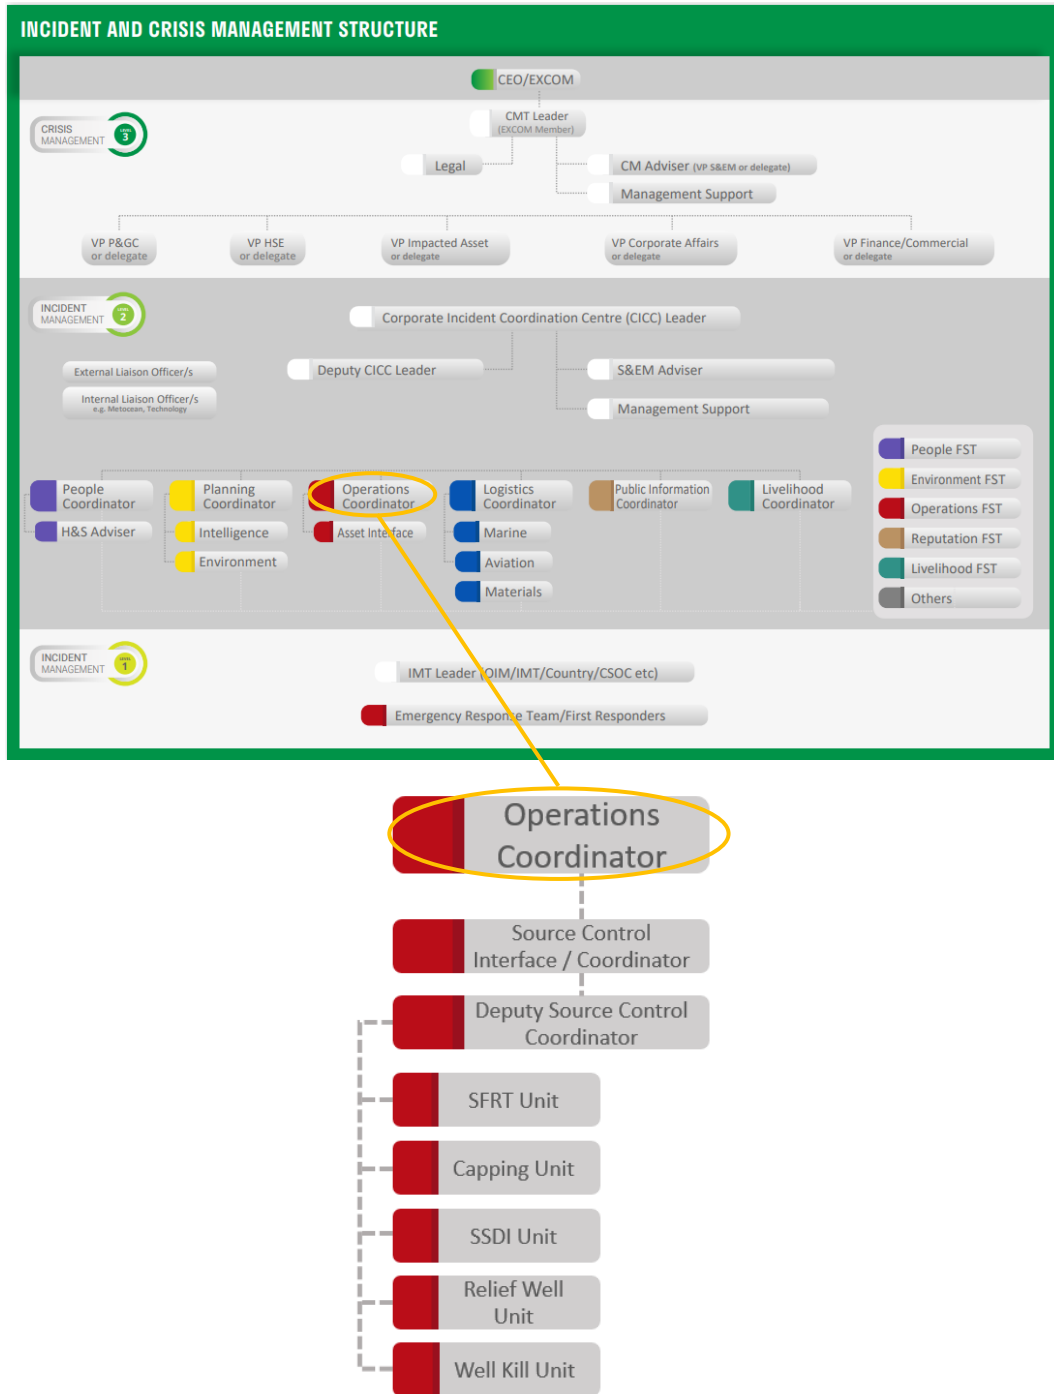 INCIDENT AND CRISIS MANAGEMENT STRUCTURE
CEO/EXCOM
CRISIS
MANAGEMENT
LEVEL
3
CMT Leader
(EXCOM Member)
Legal
CM Adviser (VP S&EM or delegate)
Management Support
VP P&GC
or delegate
VP HSE
or delegate
VP Impacted Asset
or delegate
VP Corporate Affairs
or delegate
VP Finance/Commercial
or delegate
INCIDENT
MANAGEMENT
LEVEL
2
Corporate Incident Coordination Centre (CICC) Leader
External Liaison Officer/s
Internal Liaison Officer/s
e.g. Metocean, Technology
Deputy CICC Leader
S&EM Adviser
Management Support
People
Coordinator
H&S Adviser
Planning
Coordinator
Intelligence
Environment
Operations
Coordinator
Asset Interface
Logistics
Coordinator
Marine
Aviation
Materials
Public Information
Coordinator
Livelihood
Coordinator
People FST
Environment FST
Operations FST
Reputation FST
Livelihood FST
Others
INCIDENT
MANAGEMENT
LEVEL
1
IMT Leader (OIM/IMT/Country/CSOC etc)
Emergency Response Team/First Responders
Operations
Coordinator
Source Control
Interface / Coordinator
Deputy Source Control
Coordinator
SFRT Unit
Capping Unit
SSDI Unit
Relief Well
Unit
Well Kill Unit